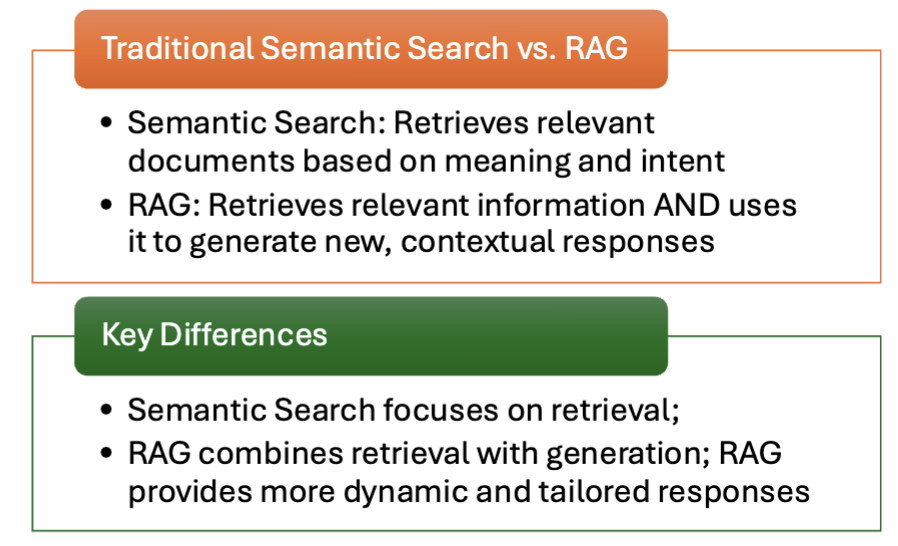 Traditional Semantic Search vs. RAG
• Semantic Search: Retrieves relevant
documents based on meaning and intent
• RAG: Retrieves relevant information AND uses
it to generate new, contextual responses
Key Differences
• Semantic Search focuses on retrieval;
• RAG combines retrieval with generation; RAG
provides more dynamic and tailored responses